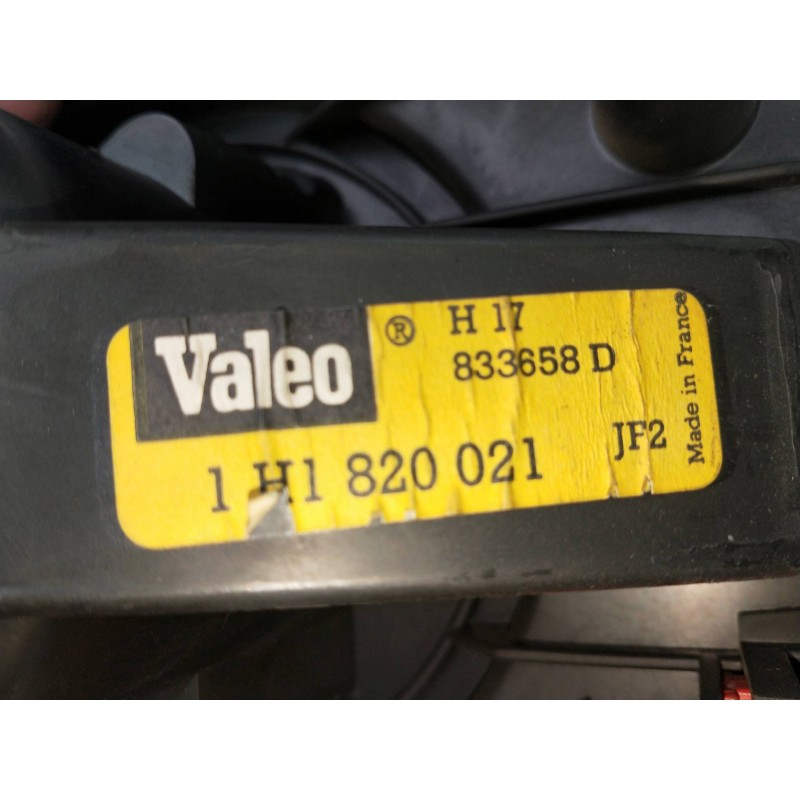 Valeo ®
H 17
833658 D
1 H1 820 021
JF2
Made in France